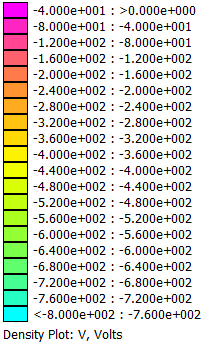 -4.000e+001 : >0.000e+000
-8.000e+001 : -4.000e+001
-1.200e+002 : -8.000e+001
-1.600e+002 : -1.200e+002
-2.000e+002 : -1.600e+002
-2.400e+002 : -2.000e+002
-2.800e+002 : -2.400e+002
-3.200e+002 : -2.800e+002
-3.600e+002 : -3.200e+002
-4.000e+002 : -3.600e+002
-4.400e+002 : -4.000e+002
-4.800e+002 : -4.400e+002
-5.200e+002 : -4.800e+002
-5.600e+002 : -5.200e+002
-6.000e+002 : -5.600e+002
-6.400e+002 : -6.000e+002
-6.800e+002 : -6.400e+002
-7.200e+002 : -6.800e+002
-7.600e+002 : -7.200e+002
<-8.000e+002 : -7.600e+002
Density Plot: V, Volts